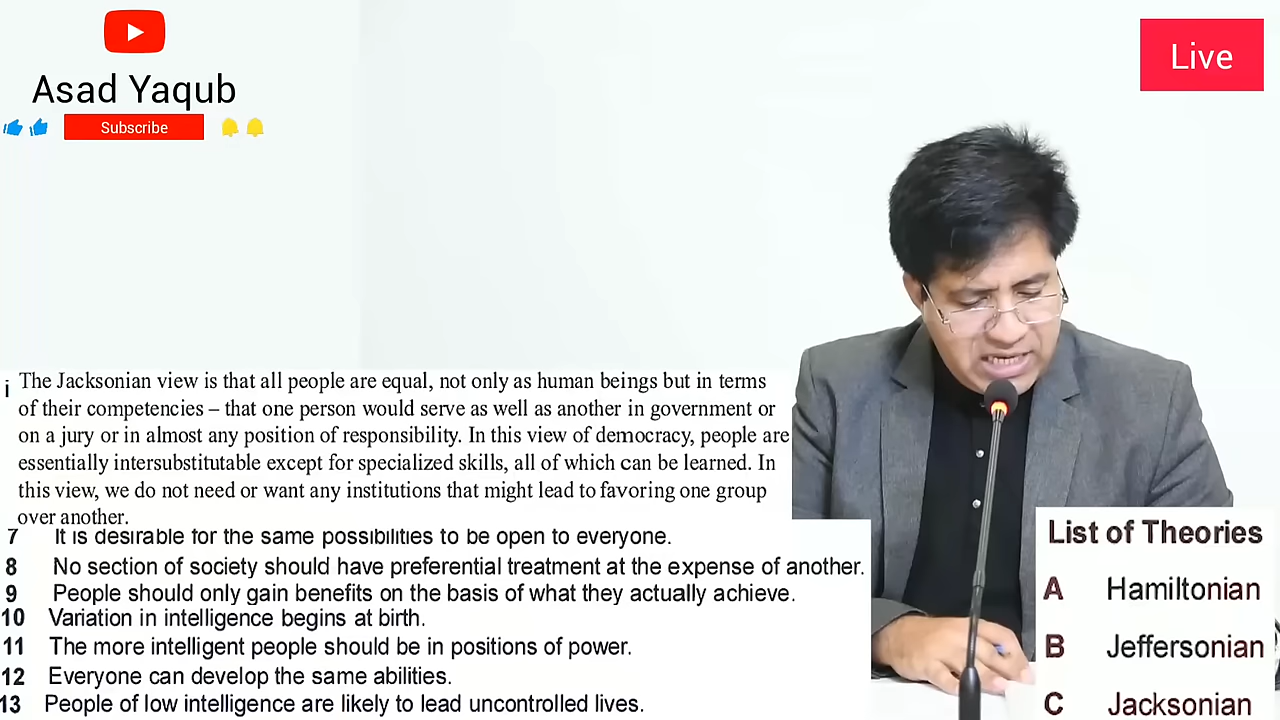 Asad Yaqub
Subscribe
Live
i The Jacksonian view is that all people are equal, not only as human beings but in terms
of their competencies – that one person would serve as well as another in government or
on a jury or in almost any position of responsibility. In this view of democracy, people are
essentially intersubstitutable except for specialized skills, all of which can be learned. In
this view, we do not need or want any institutions that might lead to favoring one group
over another.
7 It is desirable for the same possibilities to be open to everyone.
8 No section of society should have preferential treatment at the expense of another.
9 People should only gain benefits on the basis of what they actually achieve.
10 Variation in intelligence begins at birth.
11 The more intelligent people should be in positions of power.
12 Everyone can develop the same abilities.
13 People of low intelligence are likely to lead uncontrolled lives.
List of Theories
A Hamiltonian
B Jeffersonian
C Jacksonian